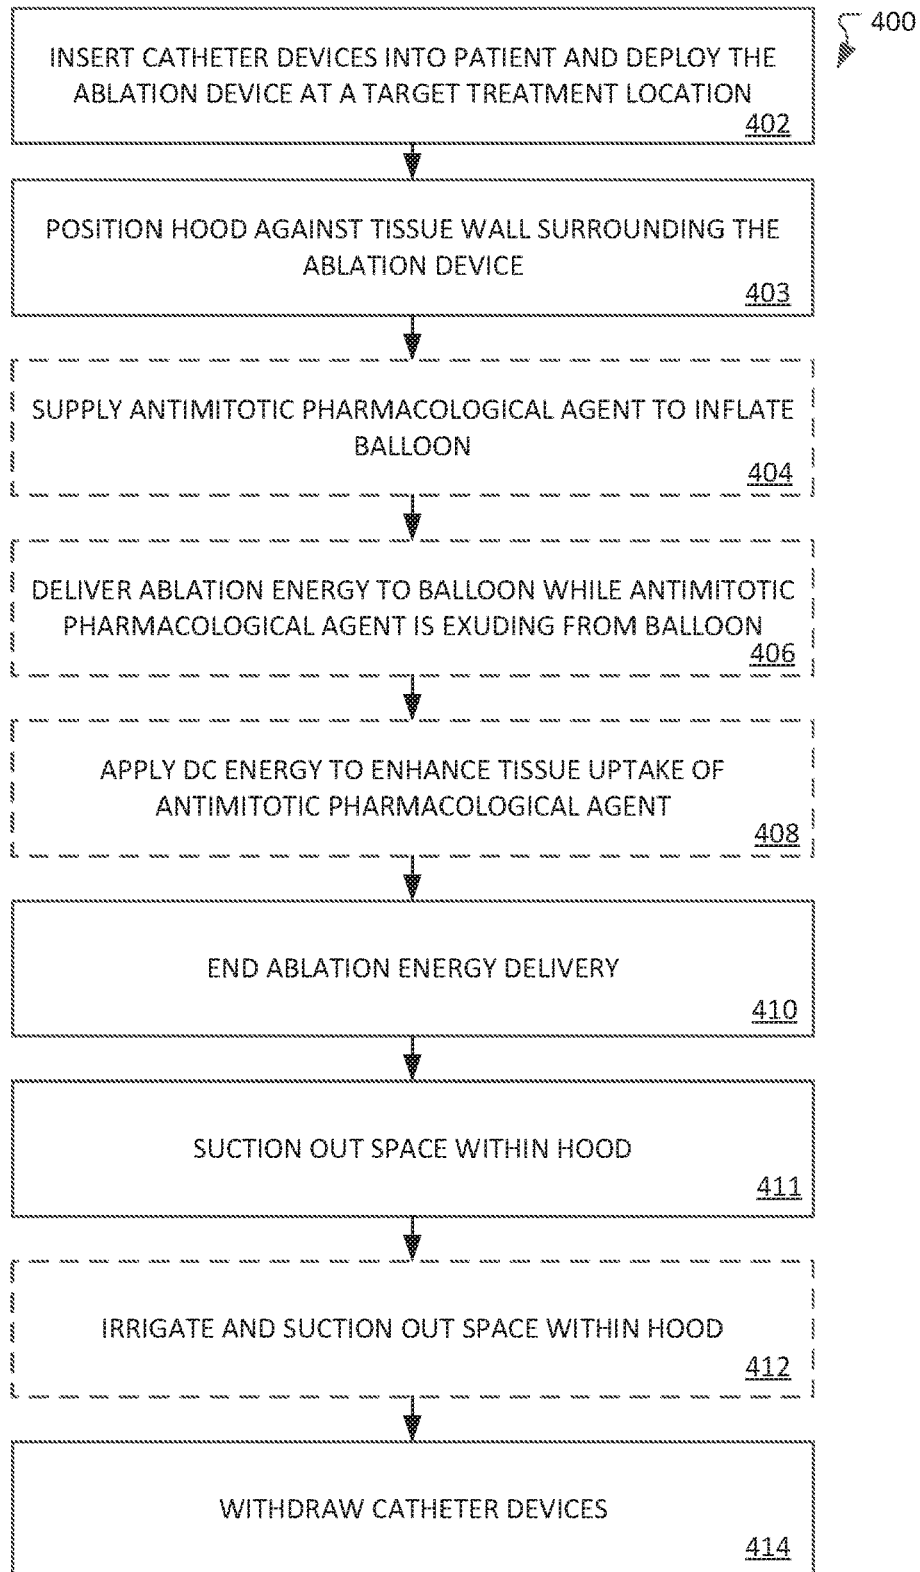 400
INSERT CATHETER DEVICES INTO PATIENT AND DEPLOY THE
ABLATION DEVICE AT A TARGET TREATMENT LOCATION
402
POSITION HOOD AGAINST TISSUE WALL SURROUNDING THE
ABLATION DEVICE
403
SUPPLY ANTIMITOTIC PHARMACOLOGICAL AGENT TO INFLATE
BALLOON
404
DELIVER ABLATION ENERGY TO BALLOON WHILE ANTIMITOTIC
PHARMACOLOGICAL AGENT IS EXUDING FROM BALLOON
406
APPLY DC ENERGY TO ENHANCE TISSUE UPTAKE OF
ANTIMITOTIC PHARMACOLOGICAL AGENT
408
END ABLATION ENERGY DELIVERY
410
SUCTION OUT SPACE WITHIN HOOD
411
IRRIGATE AND SUCTION OUT SPACE WITHIN HOOD
412
WITHDRAW CATHETER DEVICES
414